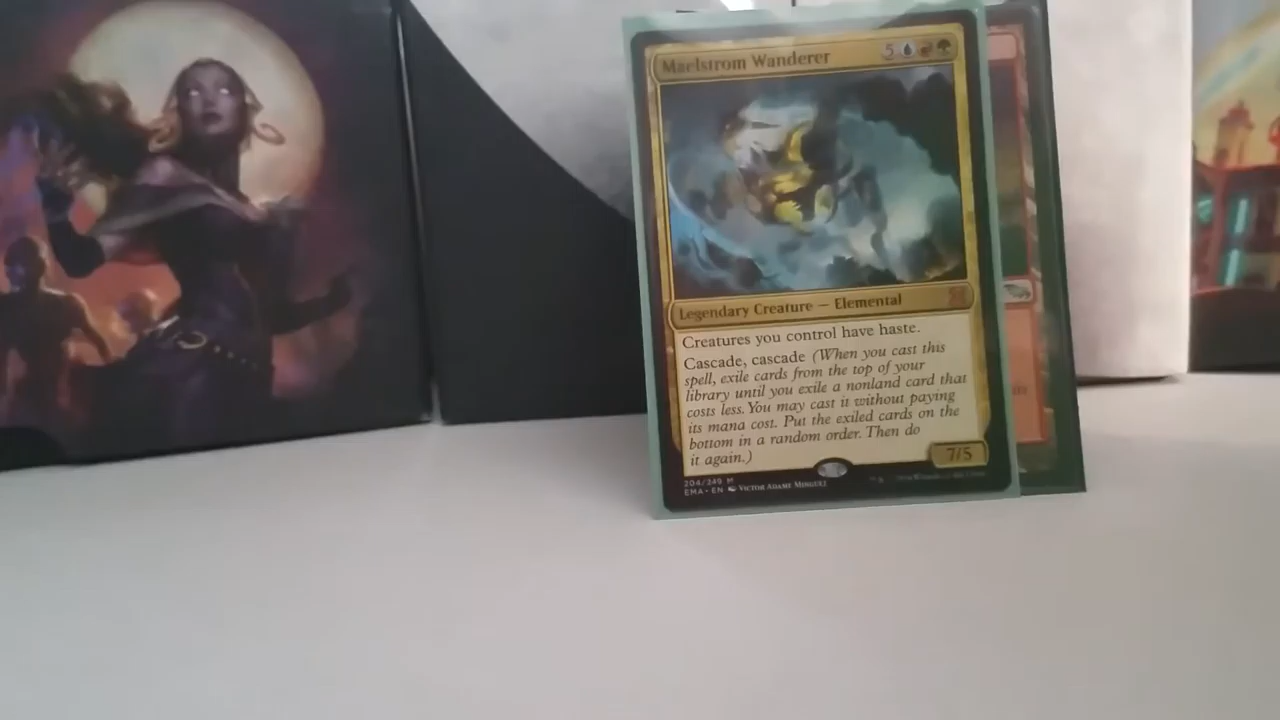 Maelstrom Wanderer 5
Legendary Creature — Elemental
Creatures you control have haste.
Cascade, cascade (When you cast this
spell, exile cards from the top of your
library until you exile a nonland card that
costs less. You may cast it without paying
its mana cost. Put the exiled cards on the
bottom in a random order. Then do
it again.)
7/5
204/249 M
EMA • EN Victor Adame Minguez